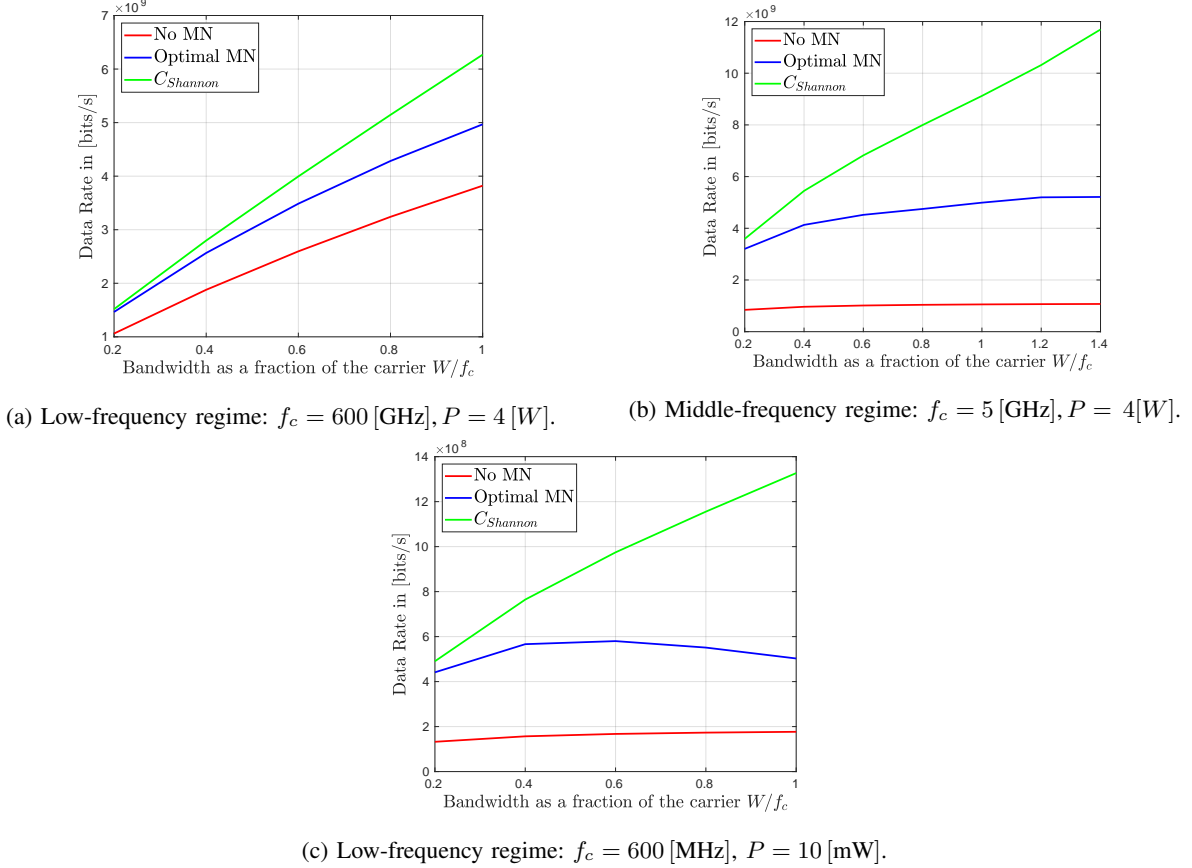 ×10⁹
7
6
5
4
3
2
1
Data Rate in [bits/s]
No MN
Optimal MN
C_Shannon
0.2 0.4 0.6 0.8 1
Bandwidth as a fraction of the carrier W/f_c
(a) Low-frequency regime: f_c = 600 [GHz], P = 4 [W].
×10⁹
12
10
8
6
4
2
0
Data Rate in [bits/s]
No MN
Optimal MN
C_Shannon
0.2 0.4 0.6 0.8 1 1.2 1.4
Bandwidth as a fraction of the carrier W/f_c
(b) Middle-frequency regime: f_c = 5 [GHz], P = 4[W].
×10⁸
14
12
10
8
6
4
2
0
Data Rate in [bits/s]
No MN
Optimal MN
C_Shannon
0.2 0.4 0.6 0.8 1
Bandwidth as a fraction of the carrier W/f_c
(c) Low-frequency regime: f_c = 600 [MHz], P = 10 [mW].